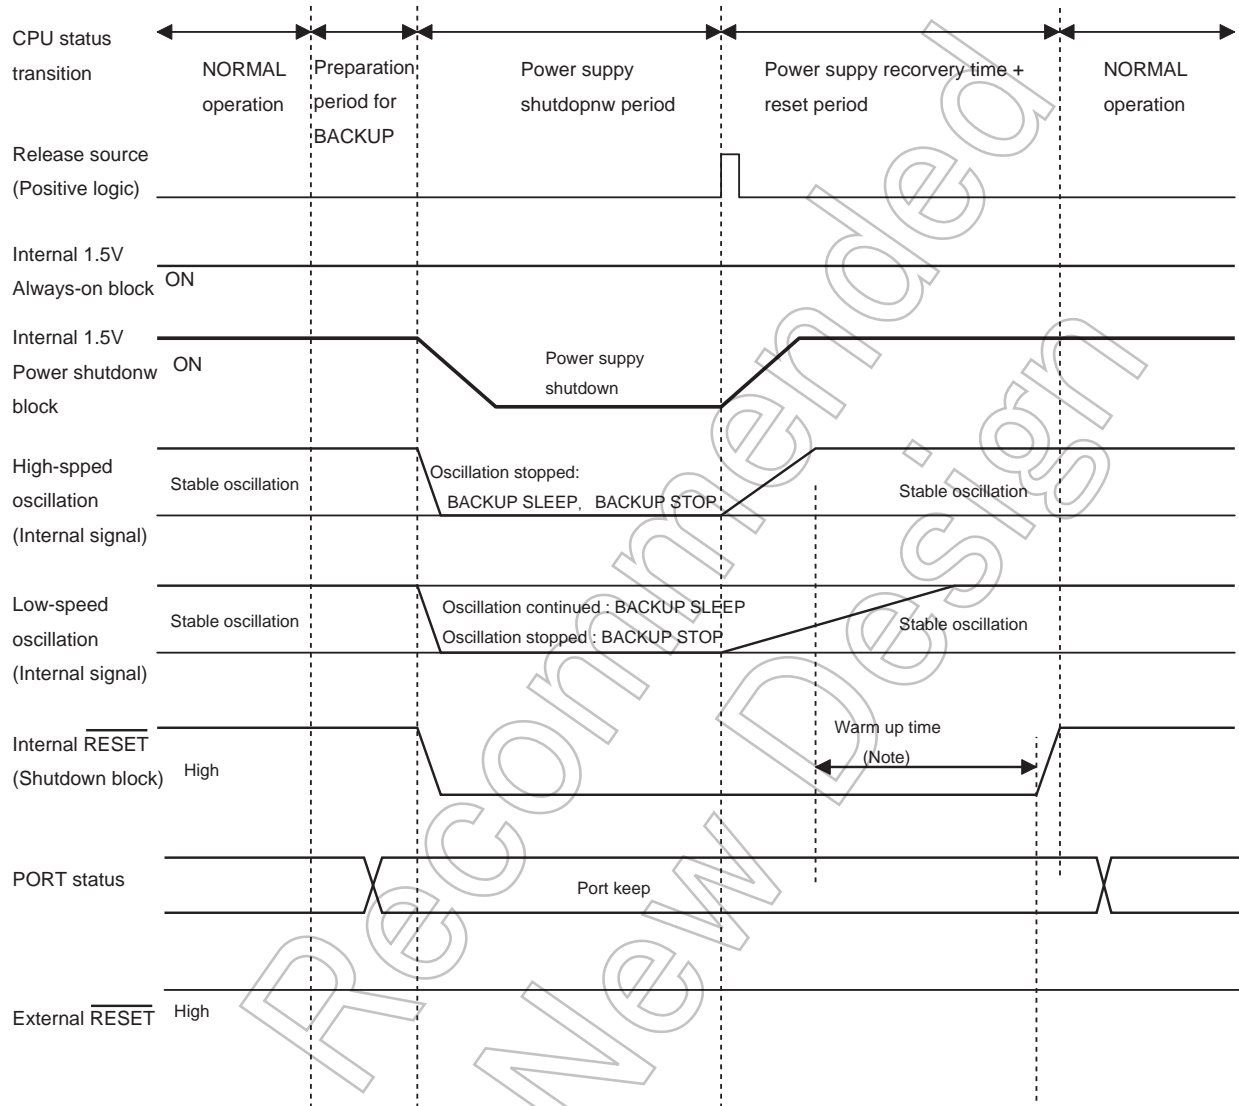 CPU status
transition
NORMAL
operation
Preparation
period for
BACKUP
Power suppy
shutdopnw period
Power suppy recorvery time +
reset period
NORMAL
operation
Release source
(Positive logic)
Internal 1.5V
Always-on block
ON
Internal 1.5V
Power shutdonw
block
ON
Power suppy
shutdown
High-spped
oscillation
(Internal signal)
Stable oscillation
Oscillation stopped:
BACKUP SLEEP, BACKUP STOP
Stable oscillation
Low-speed
oscillation
(Internal signal)
Stable oscillation
Oscillation continued : BACKUP SLEEP
Oscillation stopped : BACKUP STOP
Stable oscillation
Internal RESET
(Shutdown block)
High
Warm up time
(Note)
PORT status
Port keep
External RESET
High
Recommended
New Design